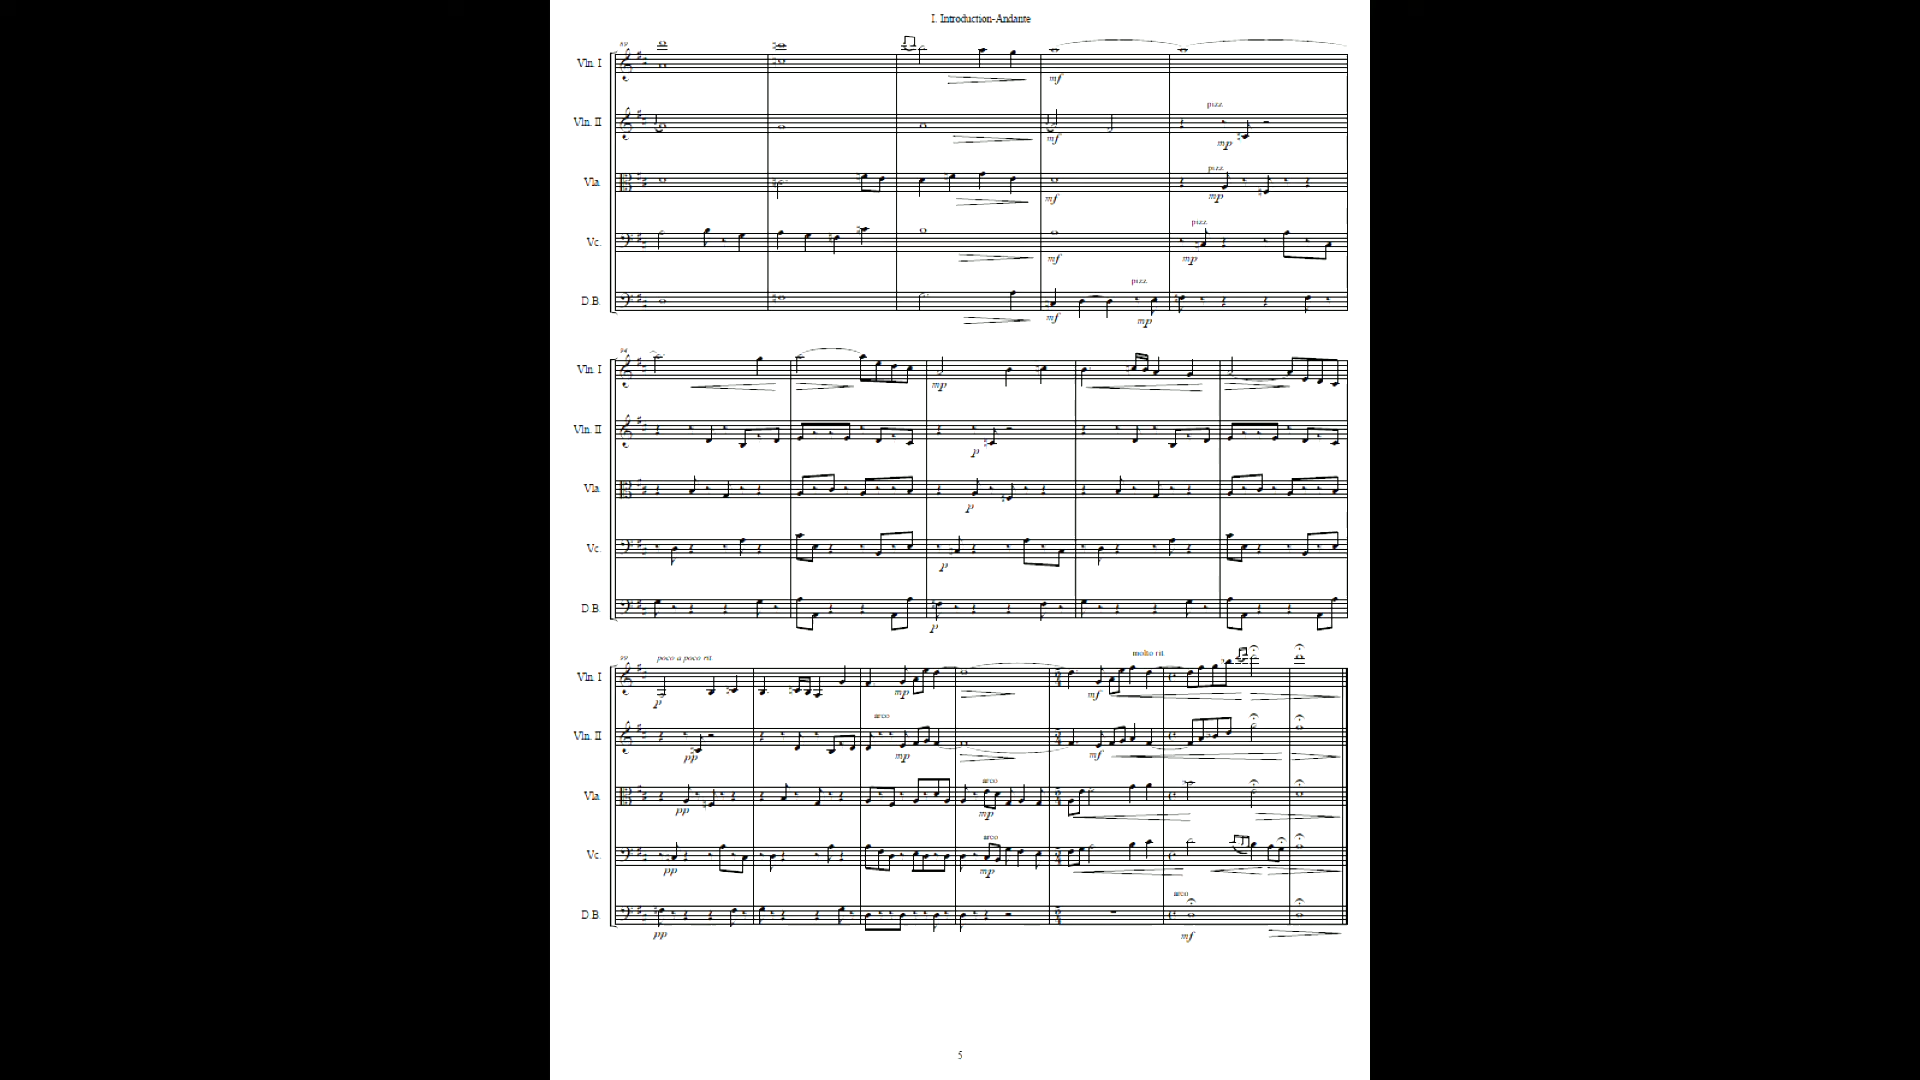 I. Introduction-Andante
89
Vln. I
mf
pizz.
Vln. II
mf
mp
pizz.
Vla.
mf
mp
pizz.
Vc.
mf
mp
pizz.
D.B.
mf
mp
94
Vln. I
mp
Vln. II
p
Vla.
p
Vc.
p
D.B.
p
99
poco a poco rit.
molto rit.
Vln. I
p
mp
mf
arco
Vln. II
pp
mp
mf
arco
Vla.
pp
mp
arco
Vc.
pp
mp
arco
D.B.
pp
mf
5